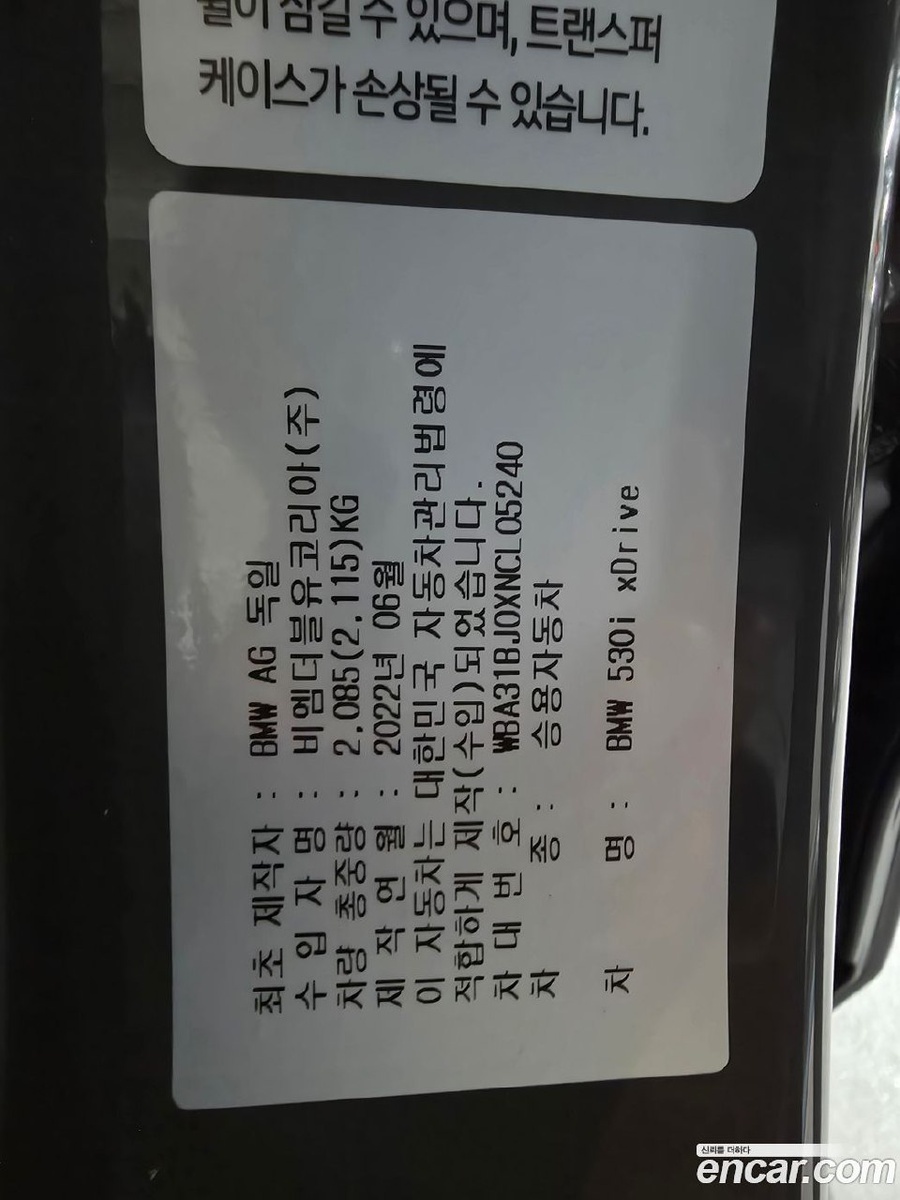 휠이 잠길 수 있으며, 트랜스퍼
케이스가 손상될 수 있습니다.
최초 제작자 : BMW AG 독일
수 입 자 명 : 비엠더블유코리아(주)
차량 총중량 : 2.085(2.115)KG
제 작 연 월 : 2022년 06월
이 자동차는 대한민국 자동차관리법령에
적합하게 제작(수입)되었습니다.
차 대 번 호 : WBA31BJ0XNCL05240
차 종 : 승용자동차
차 명 : BMW 530i xDrive
신뢰를 더하다
encar.com